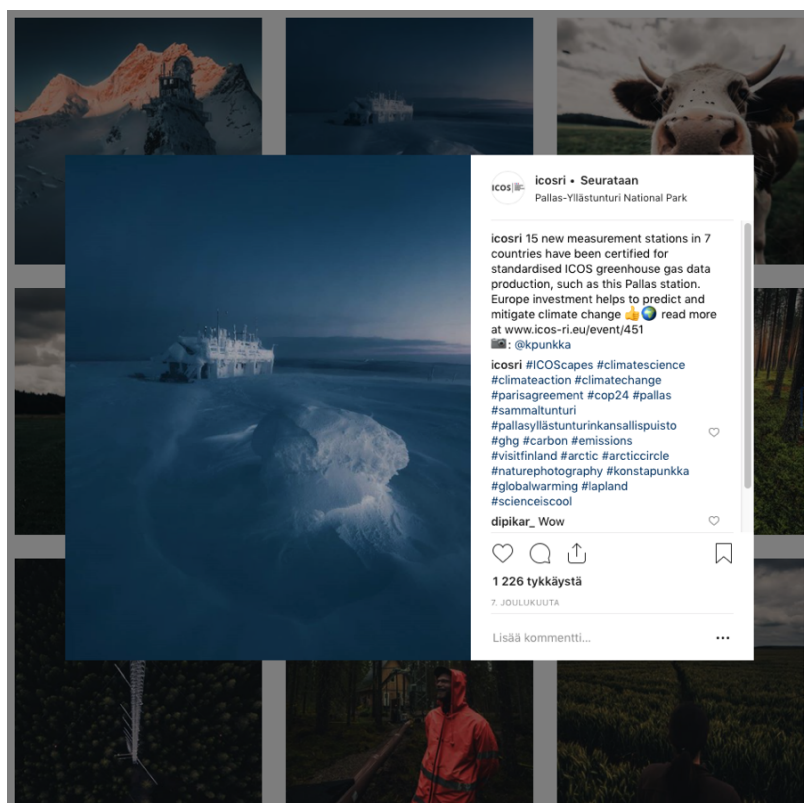 ICOS
icosri • Seurataan
Pallas-Yllästunturi National Park
icosri 15 new measurement stations in 7
countries have been certified for
standardised ICOS greenhouse gas data
production, such as this Pallas station.
Europe investment helps to predict and
mitigate climate change 👍🌍 read more
at www.icos-ri.eu/event/451
📷: @kpunkka
icosri #ICOScapes #climatescience
#climateaction #climatechange
#parisagreement #cop24 #pallas
#sammaltunturi
#pallasyllästunturinkansallispuisto
#ghg #carbon #emissions
#visitfinland #arctic #arcticcircle
#naturephotography #konstapunkka
#globalwarming #lapland
#scienceiscool
dipikar_ Wow
1 226 tykkäystä
7. JOULUKUUTA
Lisää kommentti...